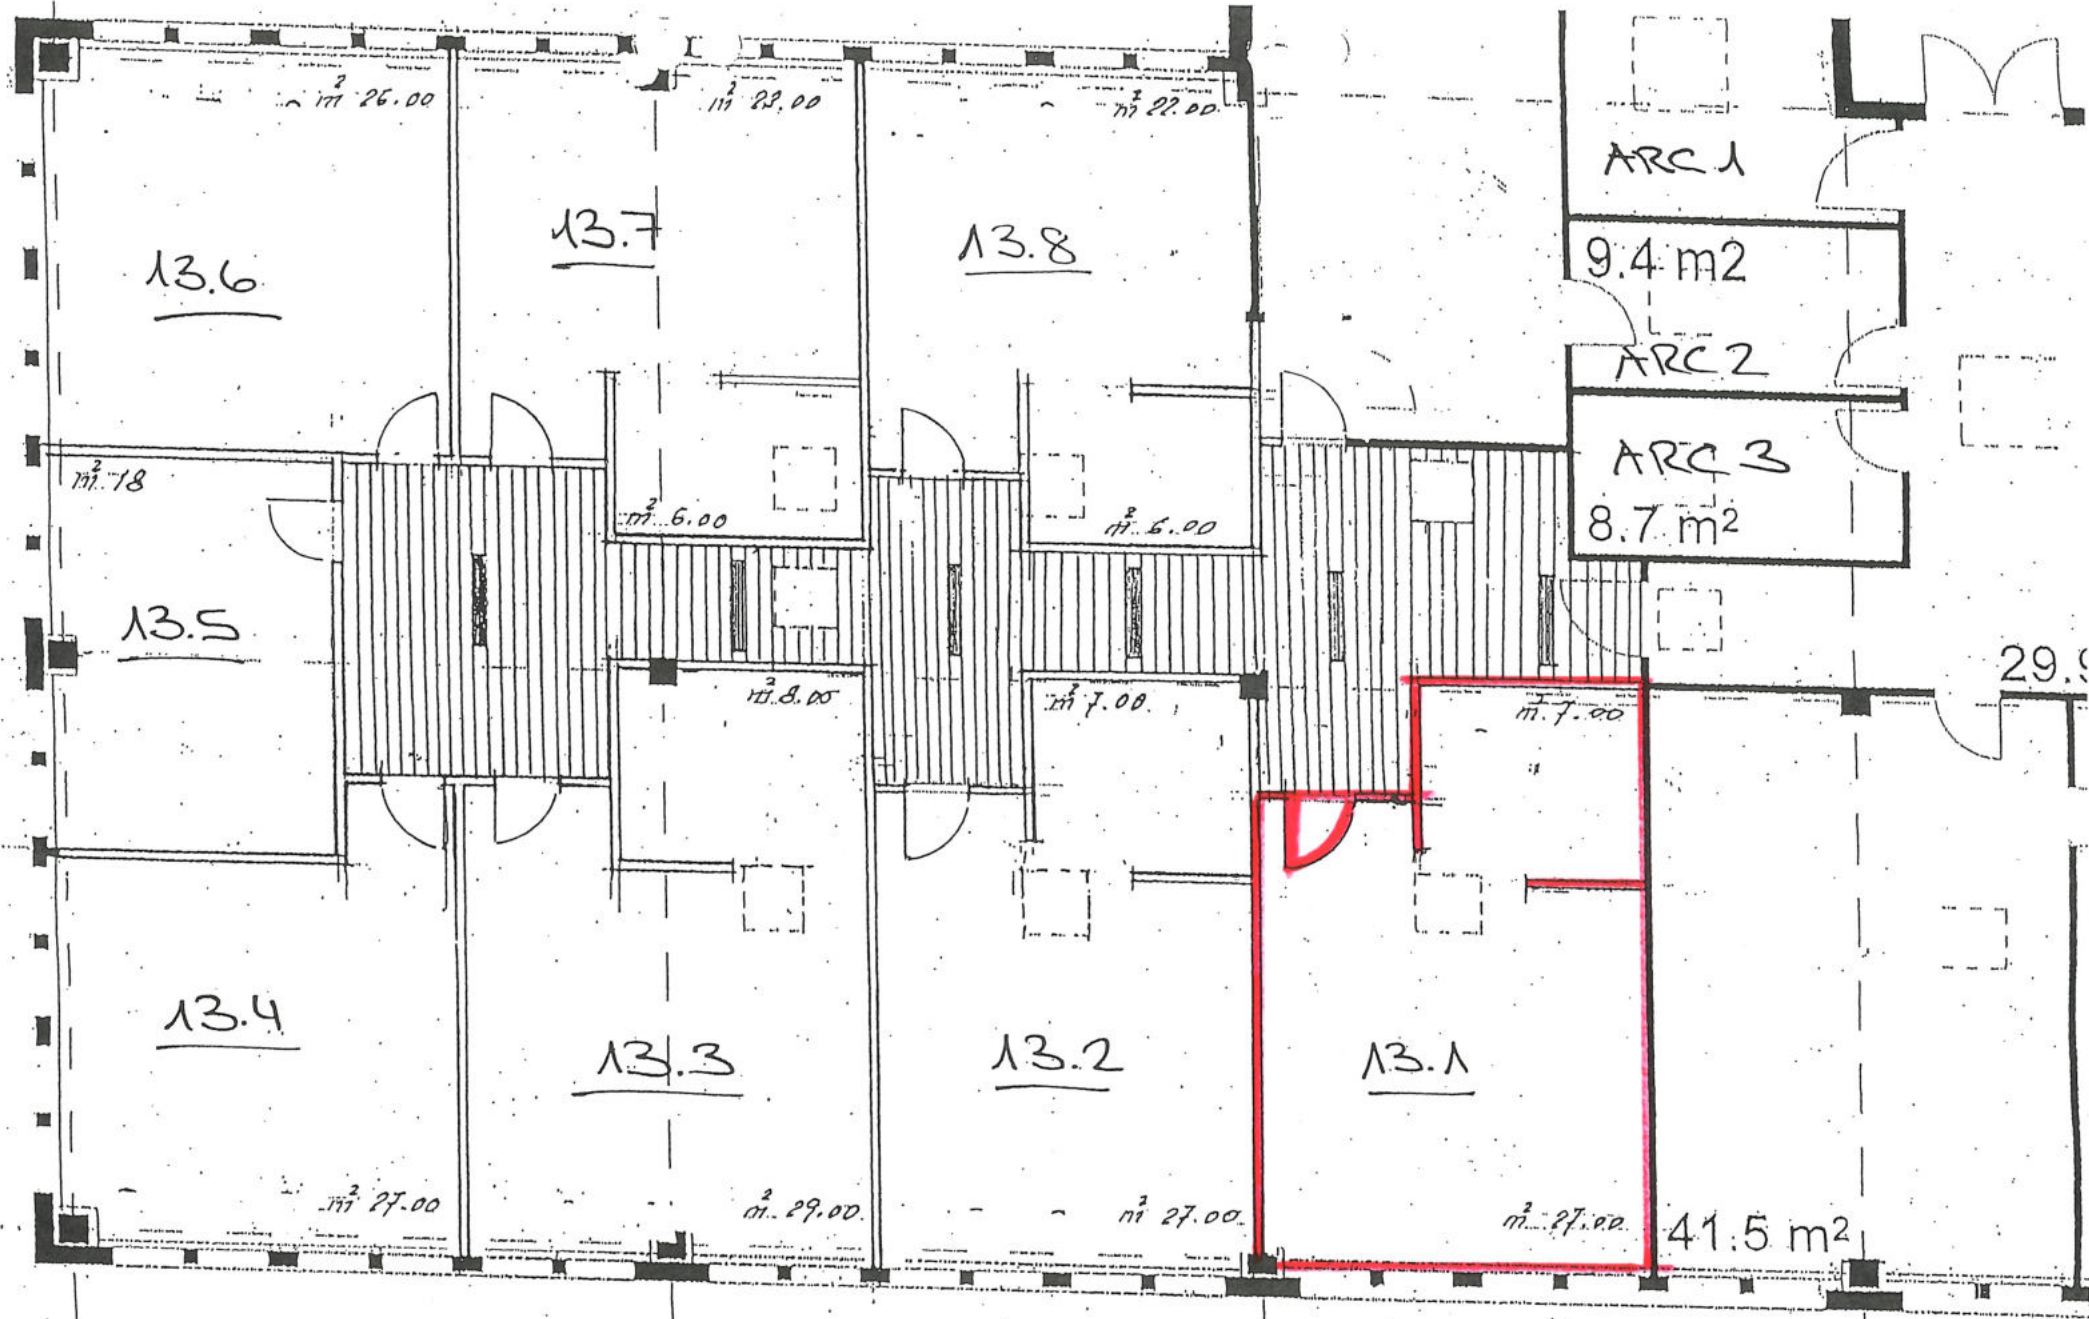 m² 26.00
m² 23.00
m² 22.00
ARC 1
13.7
13.8
9.4 m2
13.6
ARC 2
m² 18
ARC 3
m² 6.00
m² 6.00
8.7 m²
13.5
m² 8.00
m² 7.00
m² 7.00
13.4
13.3
13.2
13.1
m² 27.00
m² 29.00
m² 27.00
m² 27.00
41.5 m²